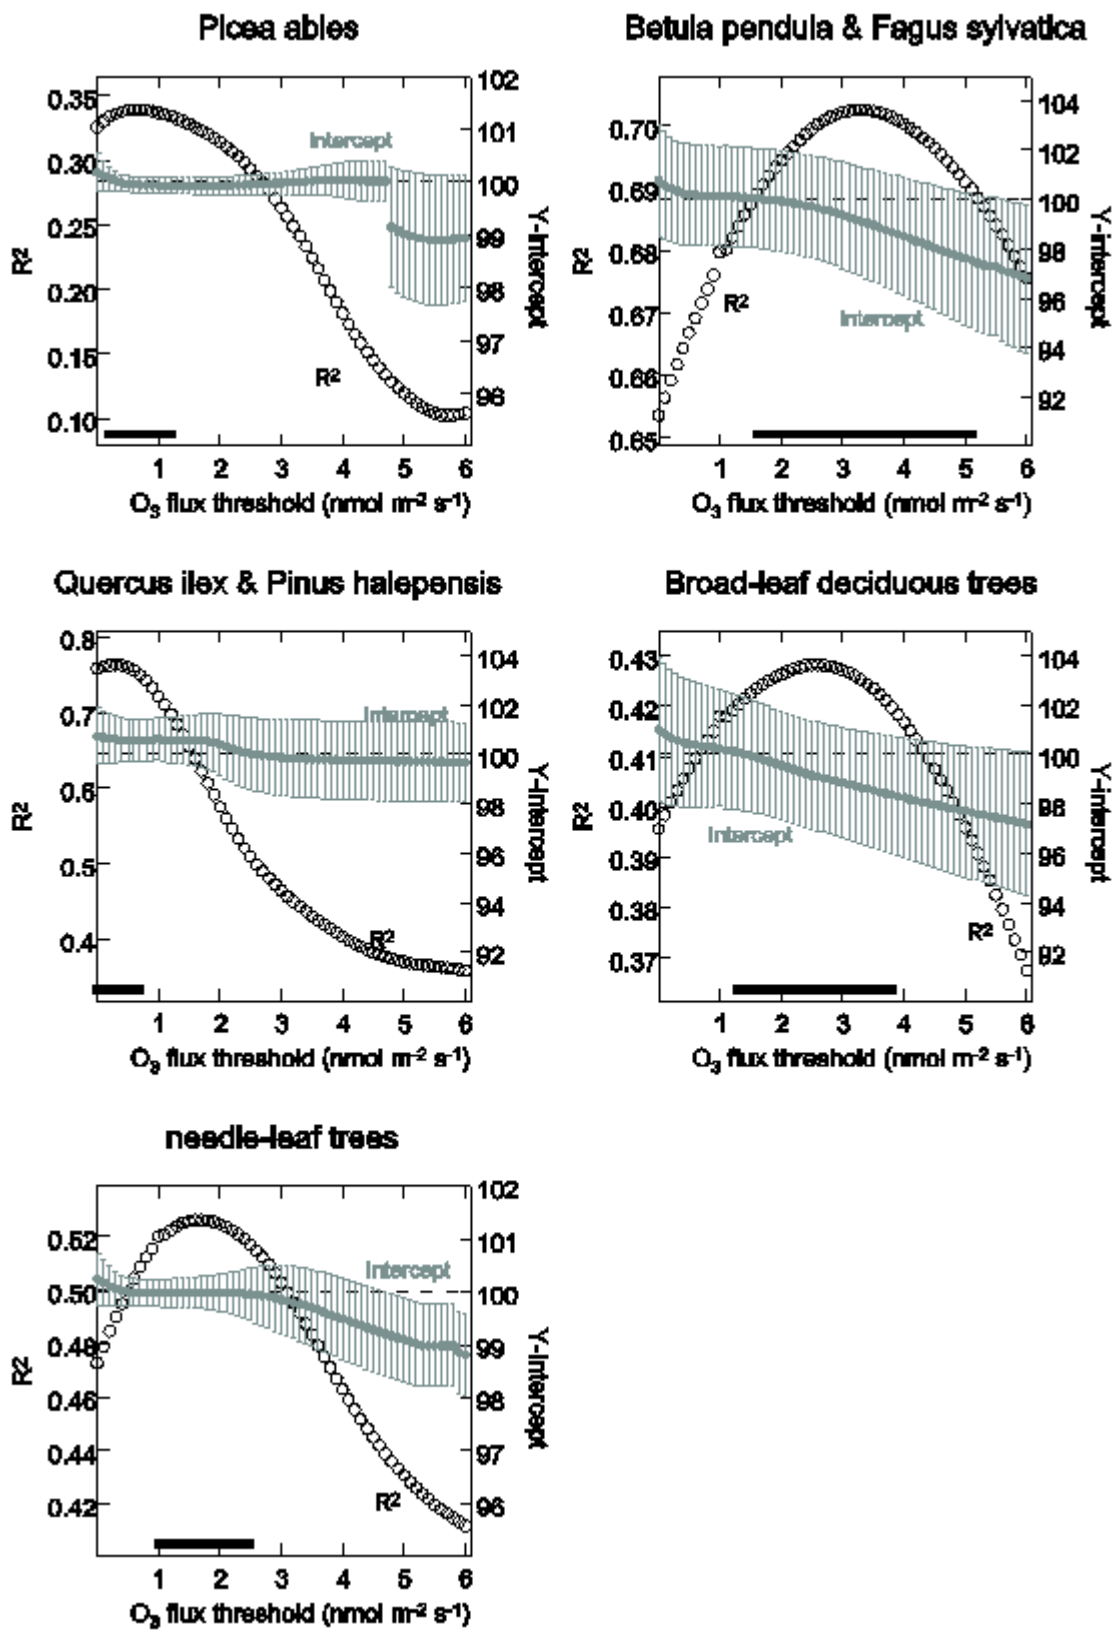 Picea abies
Betula pendula & Fagus sylvatica
0.35
0.30
0.25
0.20
0.15
0.10
R²
Intercept
R²
102
101
100
99
98
97
96
Y-intercept
1 2 3 4 5 6
O₃ flux threshold (nmol m-2 s-1)
0.70
0.69
0.68
0.67
0.66
0.65
R²
R²
Intercept
104
102
100
98
96
94
92
Y-intercept
1 2 3 4 5 6
O₃ flux threshold (nmol m-2 s-1)
Quercus ilex & Pinus halepensis
Broad-leaf deciduous trees
0.8
0.7
0.6
0.5
0.4
R²
Intercept
R²
104
102
100
98
96
94
92
Y-intercept
1 2 3 4 5 6
O₃ flux threshold (nmol m-2 s-1)
0.43
0.42
0.41
0.40
0.39
0.38
0.37
R²
Intercept
R²
104
102
100
98
96
94
92
Y-intercept
1 2 3 4 5 6
O₃ flux threshold (nmol m-2 s-1)
needle-leaf trees
0.52
0.50
0.48
0.46
0.44
0.42
R²
Intercept
R²
102
101
100
99
98
97
96
Y-intercept
1 2 3 4 5 6
O₃ flux threshold (nmol m-2 s-1)